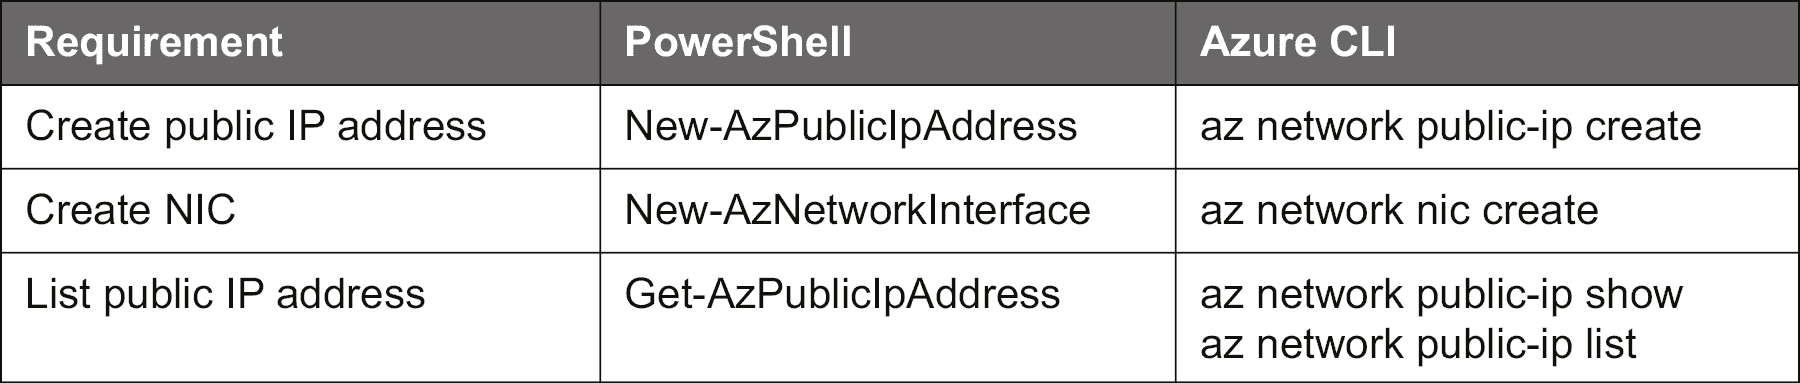 Requirement PowerShell Azure CLI
Create public IP address New-AzPublicIpAddress az network public-ip create
Create NIC New-AzNetworkInterface az network nic create
List public IP address Get-AzPublicIpAddress az network public-ip show
az network public-ip list